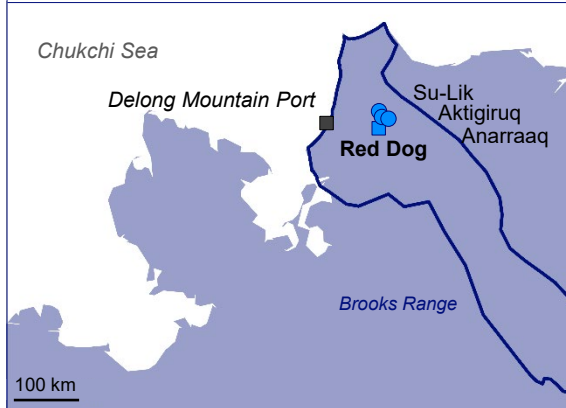 Chukchi Sea
Su-Lik
Delong Mountain Port
Aktigiruq
Anarraaq
Red Dog
Brooks Range
100 km